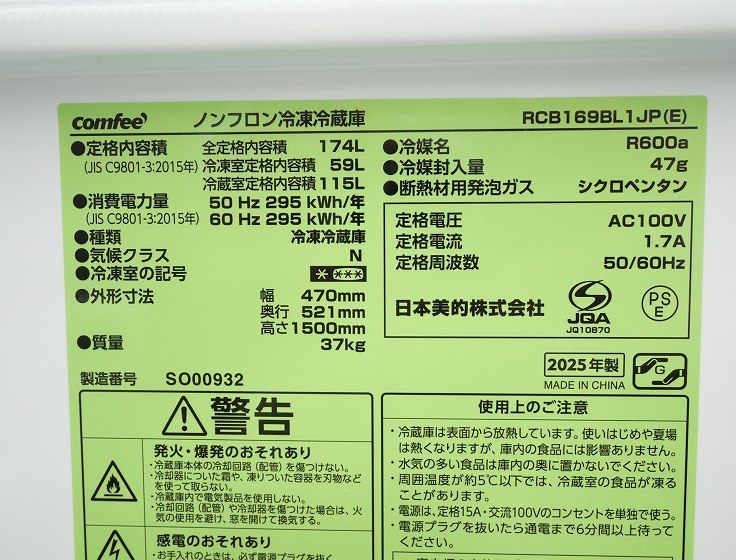 comfee' ノンフロン冷凍冷蔵庫 RCB169BL1JP(E)
●定格内容積 全定格内容積 174L
(JIS C9801-3:2015年) 冷凍室定格内容積 59L
冷蔵室定格内容積 115L
●消費電力量 50 Hz 295 kWh/年
(JIS C9801-3:2015年) 60 Hz 295 kWh/年
●種類 冷凍冷蔵庫
●気候クラス N
●冷凍室の記号
●外形寸法 幅 470mm
奥行 521mm
高さ 1500mm
●質量 37kg
製造番号 SO00932
●冷媒名 R600a
●冷媒封入量 47g
●断熱材用発泡ガス シクロペンタン
定格電圧 AC100V
定格電流 1.7A
定格周波数 50/60Hz
日本美的株式会社 JQA PS E
JQ10870
2025年製 G
MADE IN CHINA
警告
発火・爆発のおそれあり
・冷蔵庫本体の冷却回路(配管)を傷つけない。
・冷却器についた霜や、凍りついた容器を刃物など
を使って取らない。
・冷蔵庫内で電気製品を使用しない。
・冷却回路(配管)や冷却器を傷つけた場合は、火
気の使用を避け、窓を開けて換気する。
感電のおそれあり
・お手入れのときは、必ず電源プラグを抜く
使用上のご注意
・冷蔵庫は表面から放熱しています。使いはじめや夏場
は熱くなりますが、庫内の食品には影響ありません。
・水気の多い食品は庫内の奥に置かないでください。
・周囲温度が約5℃以下では、冷蔵室の食品が凍る
ことがあります。
・電源は、定格15A・交流100Vのコンセントを単独で使う。
・電源プラグを抜いたら通電まで6分間以上待って
ください。